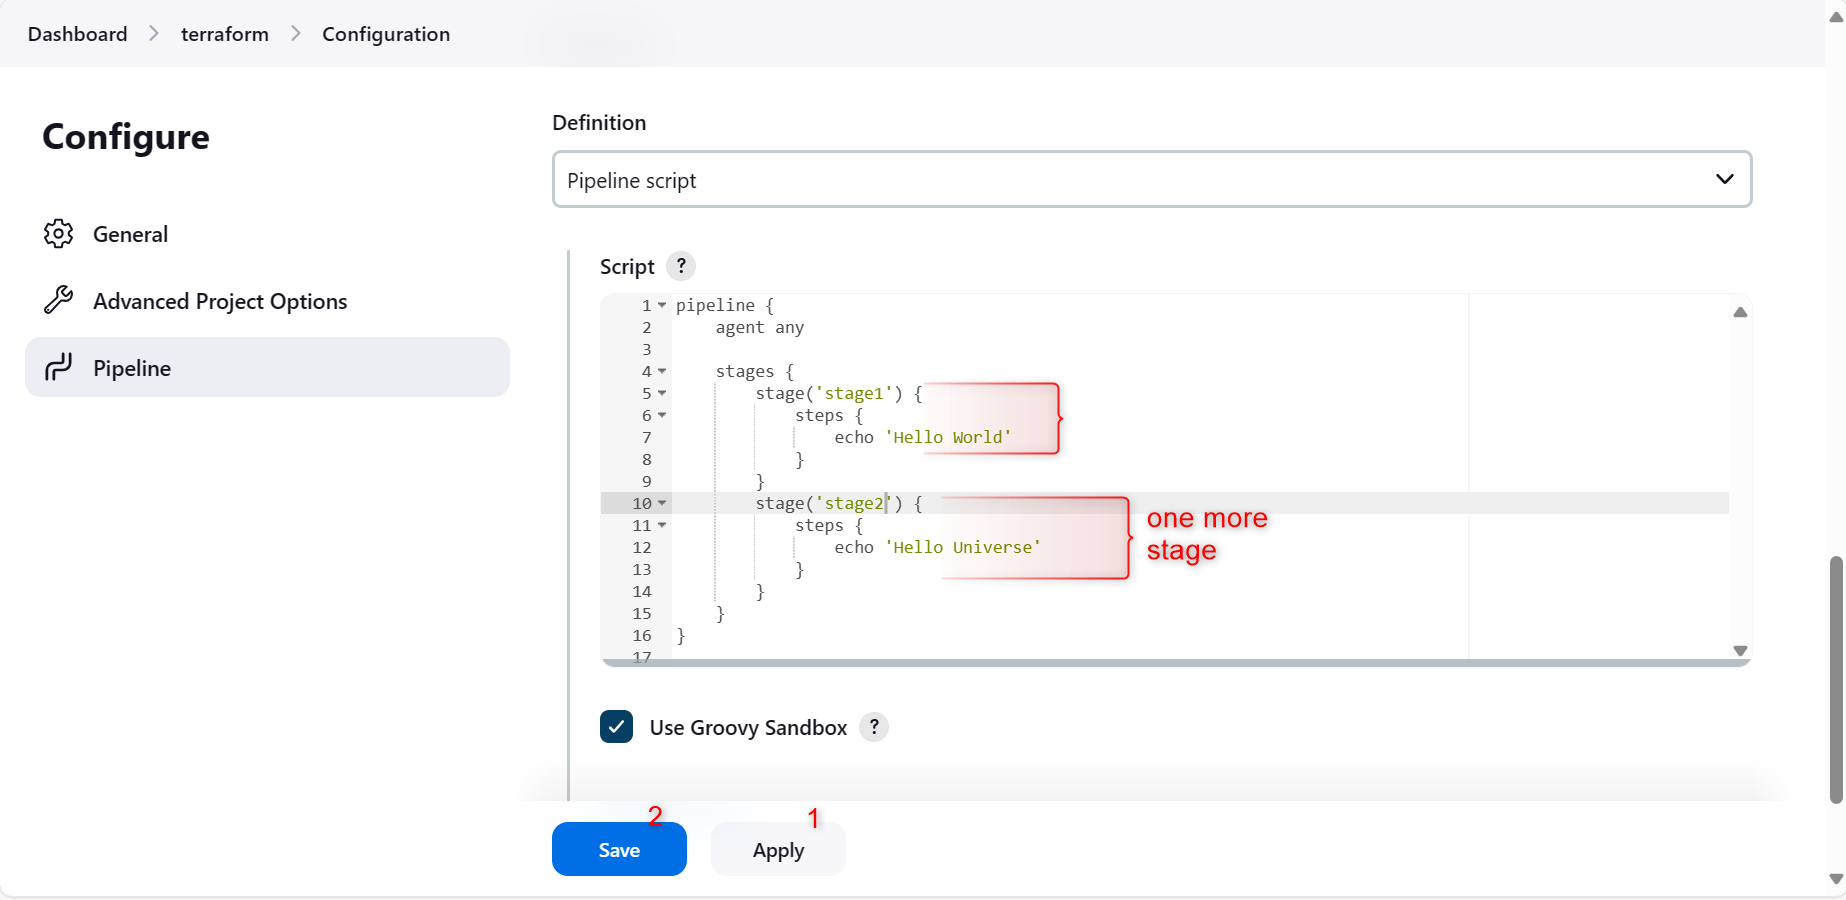 Dashboard > terraform > Configuration
Configure
General
Advanced Project Options
Pipeline
Definition
Pipeline script
Script ?
1 pipeline {
2     agent any
3
4     stages {
5         stage('stage1') {
6             steps {
7                 echo 'Hello World'
8             }
9         }
10         stage('stage2') {
11             steps {
12                 echo 'Hello Universe'
13             }
14         }
15     }
16 }
17
one more
stage
Use Groovy Sandbox ?
2 1
Save Apply